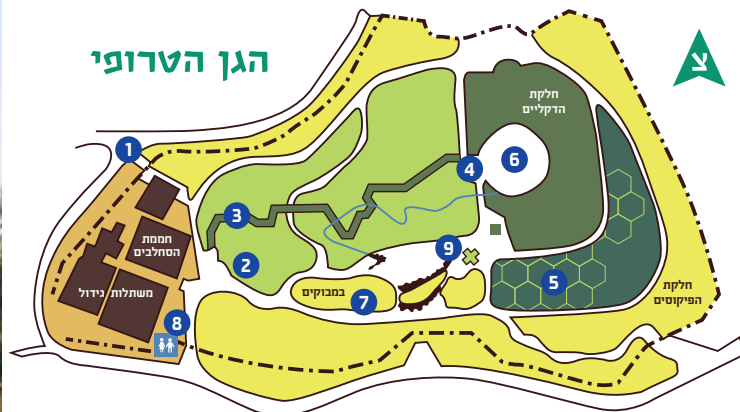 הגן הטרופי
צ
חלקת
הדקליים
1
6
4
3
חממת
הסחלבים
9
2
משתלות גידול
במבוקים
7
5
חלקת
הפיקוסים
8